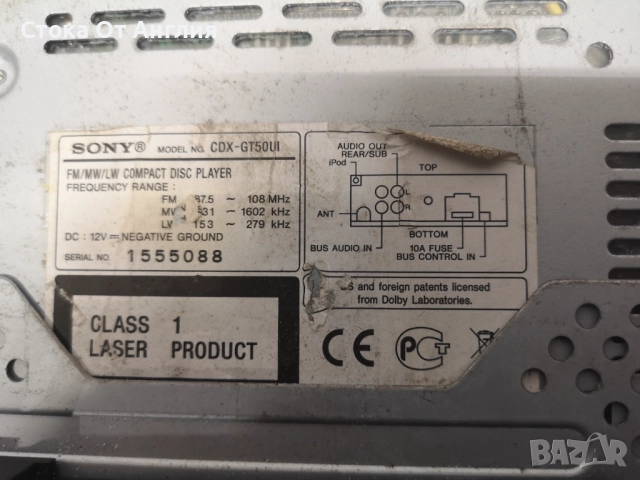 Стока От Англия
SONY® MODEL NO. CDX-GT50UI
FM/MW/LW COMPACT DISC PLAYER
FREQUENCY RANGE :
FM 87.5 ~ 108 MHz
MW 531 ~ 1602 kHz
LW 153 ~ 279 kHz
DC : 12V NEGATIVE GROUND
SERIAL NO. 1555088
CLASS 1
LASER PRODUCT
AUDIO OUT
REAR/SUB
iPod
TOP
L
R
ANT
BOTTOM
BUS AUDIO IN
10A FUSE
BUS CONTROL IN
US and foreign patents licensed
from Dolby Laboratories.
CE
PCT
BAZAR
bg